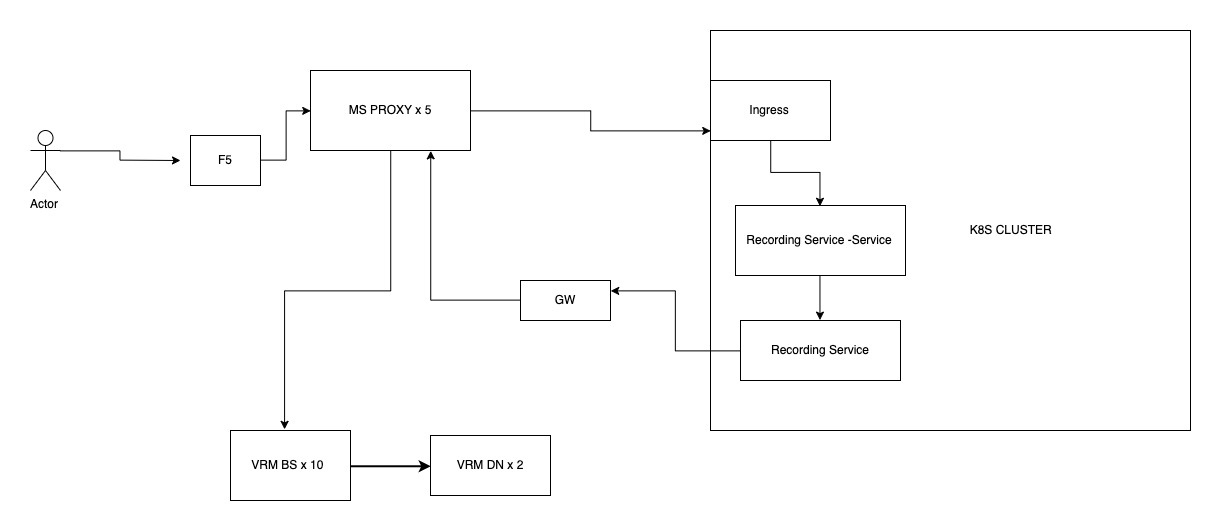 Actor
F5
MS PROXY x 5
Ingress
Recording Service -Service
K8S CLUSTER
GW
Recording Service
VRM BS x 10
VRM DN x 2